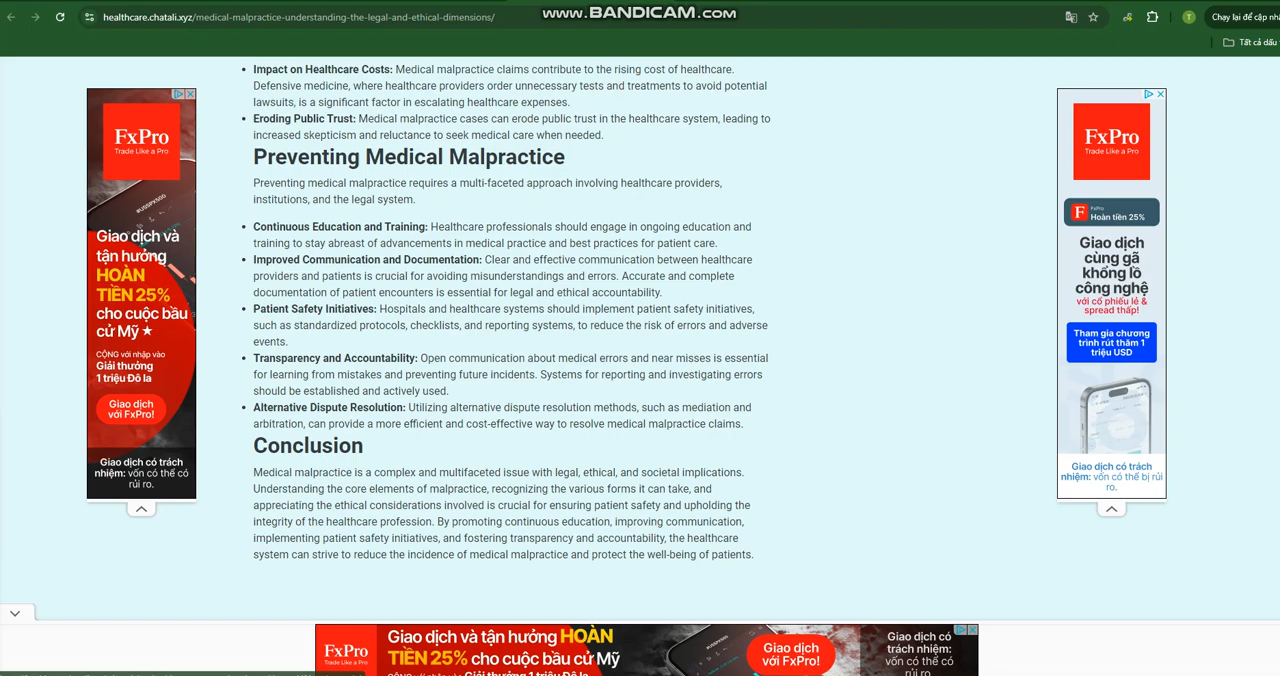 healthcare.chatali.xyz/medical-malpractice-understanding-the-legal-and-ethical-dimensions/
www.BANDICAM.com
T
Chạy lại để cập nhậ
Tất cả dấu
Impact on Healthcare Costs: Medical malpractice claims contribute to the rising cost of healthcare.
Defensive medicine, where healthcare providers order unnecessary tests and treatments to avoid potential
lawsuits, is a significant factor in escalating healthcare expenses.
Eroding Public Trust: Medical malpractice cases can erode public trust in the healthcare system, leading to
increased skepticism and reluctance to seek medical care when needed.
Preventing Medical Malpractice
Preventing medical malpractice requires a multi-faceted approach involving healthcare providers,
institutions, and the legal system.
Continuous Education and Training: Healthcare professionals should engage in ongoing education and
training to stay abreast of advancements in medical practice and best practices for patient care.
Improved Communication and Documentation: Clear and effective communication between healthcare
providers and patients is crucial for avoiding misunderstandings and errors. Accurate and complete
documentation of patient encounters is essential for legal and ethical accountability.
Patient Safety Initiatives: Hospitals and healthcare systems should implement patient safety initiatives,
such as standardized protocols, checklists, and reporting systems, to reduce the risk of errors and adverse
events.
Transparency and Accountability: Open communication about medical errors and near misses is essential
for learning from mistakes and preventing future incidents. Systems for reporting and investigating errors
should be established and actively used.
Alternative Dispute Resolution: Utilizing alternative dispute resolution methods, such as mediation and
arbitration, can provide a more efficient and cost-effective way to resolve medical malpractice claims.
Conclusion
Medical malpractice is a complex and multifaceted issue with legal, ethical, and societal implications.
Understanding the core elements of malpractice, recognizing the various forms it can take, and
appreciating the ethical considerations involved is crucial for ensuring patient safety and upholding the
integrity of the healthcare profession. By promoting continuous education, improving communication,
implementing patient safety initiatives, and fostering transparency and accountability, the healthcare
system can strive to reduce the incidence of medical malpractice and protect the well-being of patients.
FxPro
Trade Like a Pro
#USSPX500
Giao dịch và
tận hưởng
HOÀN
TIỀN 25%
cho cuộc bầu
cử Mỹ ★
CỘNG với nhập vào
Giải thưởng
1 triệu Đô la
Giao dịch
với FxPro!
Giao dịch có trách
nhiệm: vốn có thể có
rủi ro.
FxPro
Trade Like a Pro
F
FxPro
Hoàn tiền 25%
Giao dịch
cùng gã
khổng lồ
công nghệ
với cổ phiếu lẻ &
spread thấp!
Tham gia chương
trình rút thăm 1
triệu USD
Giao dịch có trách
nhiệm: vốn có thể bị rủi
ro.
FxPro
Trade Like a Pro
Giao dịch và tận hưởng HOÀN
TIỀN 25% cho cuộc bầu cử Mỹ
CỘNG với nhập vào Giải thưởng 1 triệu Đô la
#USSPX500
Giao dịch
với FxPro!
Giao dịch có
trách nhiệm:
vốn có thể có
rủi ro.